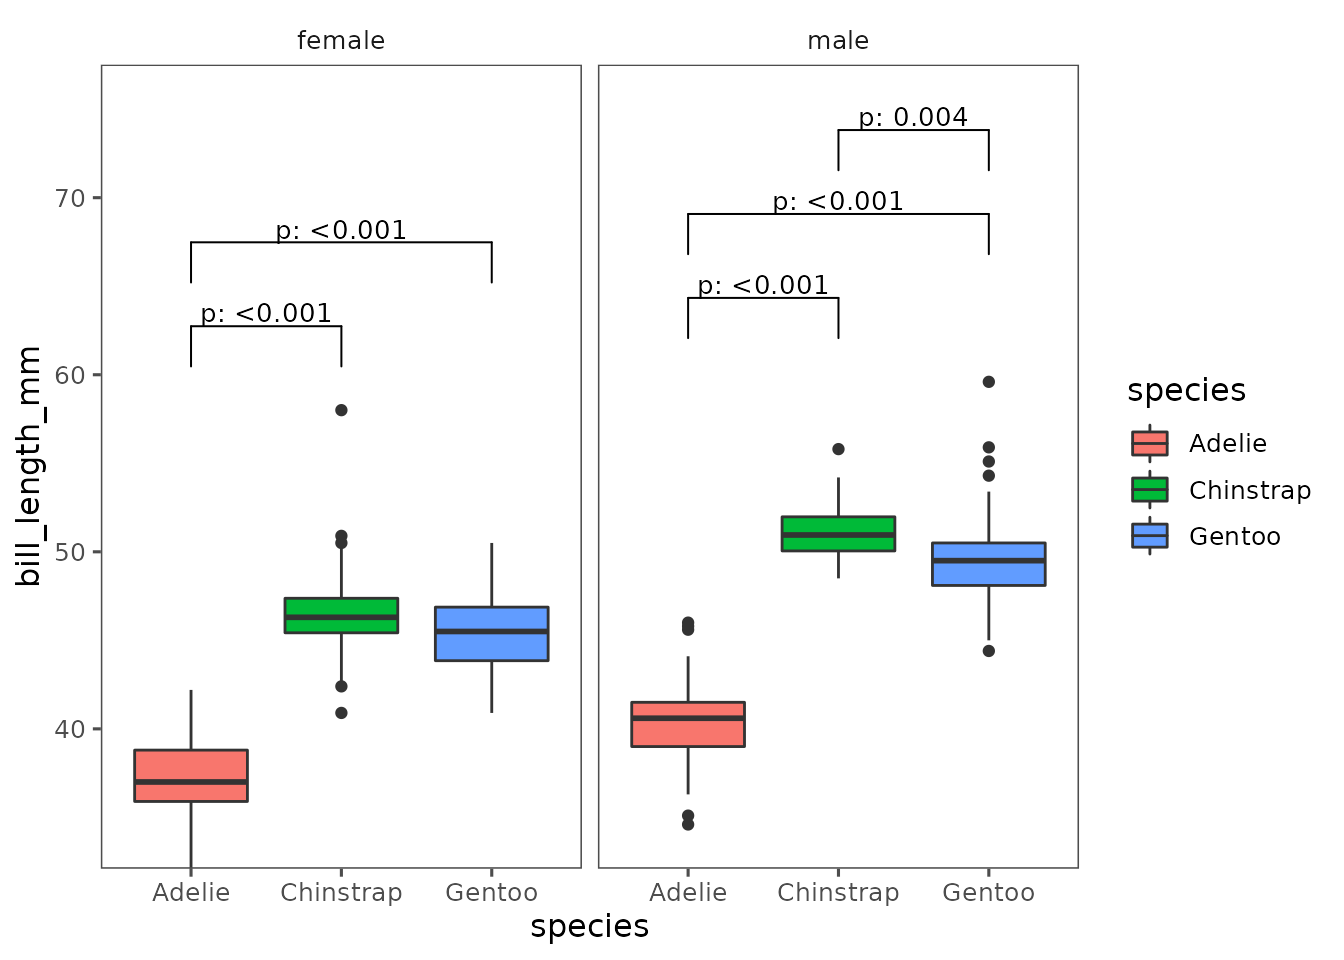 female
male
p: 0.004
p: <0.001
p: <0.001
p: <0.001
p: <0.001
70
60
50
40
bill_length_mm
Adelie
Chinstrap
Gentoo
Adelie
Chinstrap
Gentoo
species
species
Adelie
Chinstrap
Gentoo